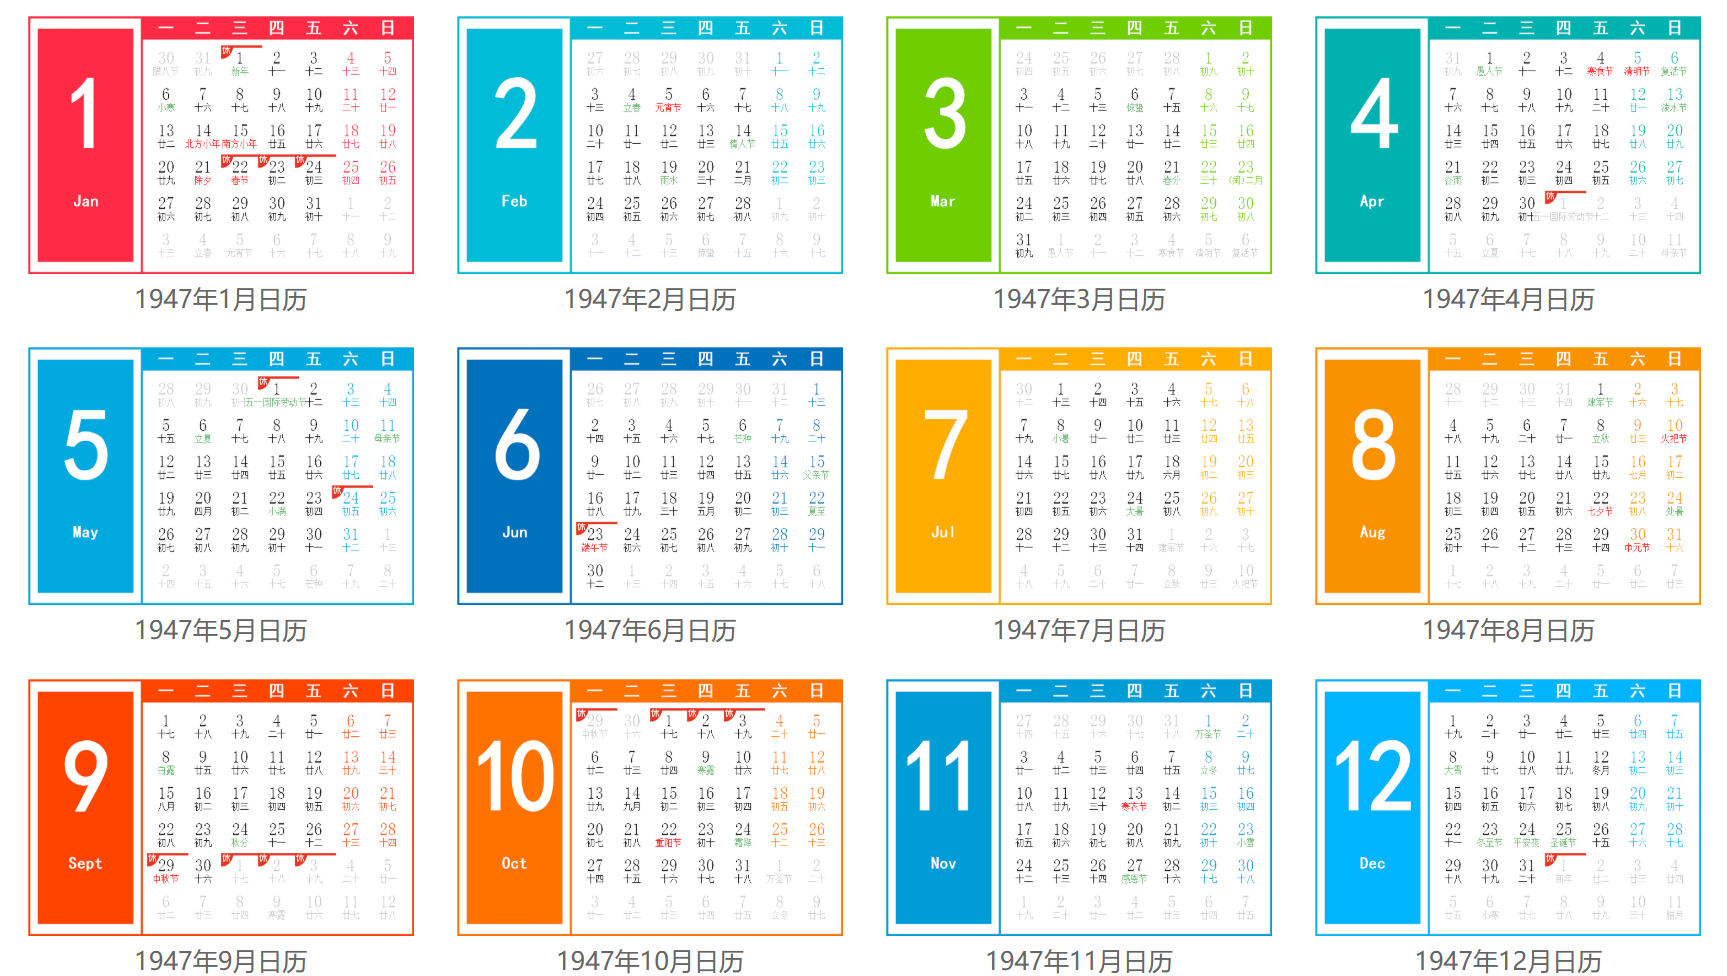 一 二 三 四 五 六 日
休
30 31 1 2 3 4 5
腊八节 初九 新年 十一 十二 十三 十四
6 7 8 9 10 11 12
小寒 十六 十七 十八 十九 二十 廿一
13 14 15 16 17 18 19
廿二 北方小年 南方小年 廿五 廿六 廿七 廿八
休 休 休
20 21 22 23 24 25 26
廿九 除夕 春节 初二 初三 初四 初五
27 28 29 30 31 1 2
初六 初七 初八 初九 初十 十一 十二
3 4 5 6 7 8 9
十三 立春 元宵节 十六 十七 十八 十九
1
Jan
1947年1月日历
一 二 三 四 五 六 日
27 28 29 30 31 1 2
初六 初七 初八 初九 初十 十一 十二
3 4 5 6 7 8 9
十三 立春 元宵节 十六 十七 十八 十九
10 11 12 13 14 15 16
二十 廿一 廿二 廿三 情人节 廿五 廿六
17 18 19 20 21 22 23
廿七 廿八 雨水 三十 二月 初二 初三
24 25 26 27 28 1 2
初四 初五 初六 初七 初八 初九 初十
3 4 5 6 7 8 9
十一 十二 十三 惊蛰 十五 十六 十七
2
Feb
1947年2月日历
一 二 三 四 五 六 日
24 25 26 27 28 1 2
初四 初五 初六 初七 初八 初九 初十
3 4 5 6 7 8 9
十一 十二 十三 惊蛰 十五 十六 十七
10 11 12 13 14 15 16
十八 十九 二十 廿一 廿二 廿三 廿四
17 18 19 20 21 22 23
廿五 廿六 廿七 廿八 春分 三十 (闰)二月
24 25 26 27 28 29 30
初二 初三 初四 初五 初六 初七 初八
31 1 2 3 4 5 6
初九 愚人节 十一 十二 寒食节 清明节 复活节
3
Mar
1947年3月日历
一 二 三 四 五 六 日
31 1 2 3 4 5 6
初九 愚人节 十一 十二 寒食节 清明节 复活节
7 8 9 10 11 12 13
十六 十七 十八 十九 二十 廿一 泼水节
14 15 16 17 18 19 20
廿三 廿四 廿五 廿六 廿七 廿八 廿九
21 22 23 24 25 26 27
谷雨 初二 初三 初四 初五 初六 初七
休
28 29 30 1 2 3 4
初八 初九 初十 五一国际劳动节 十二 十三 十四
5 6 7 8 9 10 11
十五 立夏 十七 十八 十九 二十 母亲节
4
Apr
1947年4月日历
一 二 三 四 五 六 日
休
28 29 30 1 2 3 4
初八 初九 初十 五一国际劳动节 十二 十三 十四
5 6 7 8 9 10 11
十五 立夏 十七 十八 十九 二十 母亲节
12 13 14 15 16 17 18
廿二 廿三 廿四 廿五 廿六 廿七 廿八
休
19 20 21 22 23 24 25
廿九 四月 初二 小满 初四 初五 初六
26 27 28 29 30 31 1
初七 初八 初九 初十 十一 十二 十三
2 3 4 5 6 7 8
十四 十五 十六 十七 芒种 十九 二十
5
May
1947年5月日历
一 二 三 四 五 六 日
26 27 28 29 30 31 1
初七 初八 初九 初十 十一 十二 十三
2 3 4 5 6 7 8
十四 十五 十六 十七 芒种 十九 二十
9 10 11 12 13 14 15
廿一 廿二 廿三 廿四 廿五 廿六 父亲节
16 17 18 19 20 21 22
廿八 廿九 三十 五月 初二 初三 夏至
休
23 24 25 26 27 28 29
端午节 初六 初七 初八 初九 初十 十一
30 1 2 3 4 5 6
十二 十三 十四 十五 十六 十七 十八
6
Jun
1947年6月日历
一 二 三 四 五 六 日
30 1 2 3 4 5 6
十二 十三 十四 十五 十六 十七 十八
7 8 9 10 11 12 13
十九 小暑 廿一 廿二 廿三 廿四 廿五
14 15 16 17 18 19 20
廿六 廿七 廿八 廿九 六月 初二 初三
21 22 23 24 25 26 27
初四 初五 初六 大暑 初八 初九 初十
28 29 30 31 1 2 3
十一 十二 十三 十四 建军节 十六 十七
4 5 6 7 8 9 10
十八 十九 二十 廿一 立秋 廿三 火把节
7
Jul
1947年7月日历
一 二 三 四 五 六 日
28 29 30 31 1 2 3
十一 十二 十三 十四 建军节 十六 十七
4 5 6 7 8 9 10
十八 十九 二十 廿一 立秋 廿三 火把节
11 12 13 14 15 16 17
廿五 廿六 廿七 廿八 廿九 七月 初二
18 19 20 21 22 23 24
初三 初四 初五 初六 七夕节 初八 处暑
25 26 27 28 29 30 31
初十 十一 十二 十三 十四 中元节 十六
1 2 3 4 5 6 7
十七 十八 十九 二十 廿一 廿二 廿三
8
Aug
1947年8月日历
一 二 三 四 五 六 日
1 2 3 4 5 6 7
十七 十八 十九 二十 廿一 廿二 廿三
8 9 10 11 12 13 14
白露 廿五 廿六 廿七 廿八 廿九 三十
15 16 17 18 19 20 21
八月 初二 初三 初四 初五 初六 初七
22 23 24 25 26 27 28
初八 初九 秋分 十一 十二 十三 十四
休 休 休 休
29 30 1 2 3 4 5
中秋节 十六 十七 十八 十九 二十 廿一
6 7 8 9 10 11 12
廿二 廿三 廿四 寒露 廿六 廿七 廿八
9
Sept
1947年9月日历
一 二 三 四 五 六 日
休 休 休 休
29 30 1 2 3 4 5
中秋节 十六 十七 十八 十九 二十 廿一
6 7 8 9 10 11 12
廿二 廿三 廿四 寒露 廿六 廿七 廿八
13 14 15 16 17 18 19
廿九 九月 初二 初三 初四 初五 初六
20 21 22 23 24 25 26
初七 初八 重阳节 初十 霜降 十二 十三
27 28 29 30 31 1 2
十四 十五 十六 十七 十八 万圣节 二十
3 4 5 6 7 8 9
廿一 廿二 廿三 廿四 廿五 立冬 廿七
10
Oct
1947年10月日历
一 二 三 四 五 六 日
27 28 29 30 31 1 2
十四 十五 十六 十七 十八 万圣节 二十
3 4 5 6 7 8 9
廿一 廿二 廿三 廿四 廿五 立冬 廿七
10 11 12 13 14 15 16
廿八 廿九 三十 寒衣节 初二 初三 初四
17 18 19 20 21 22 23
初五 初六 初七 初八 初九 初十 小雪
24 25 26 27 28 29 30
十二 十三 十四 感恩节 十六 十七 十八
1 2 3 4 5 6 7
十九 二十 廿一 廿二 廿三 廿四 廿五
11
Nov
1947年11月日历
一 二 三 四 五 六 日
1 2 3 4 5 6 7
十九 二十 廿一 廿二 廿三 廿四 廿五
8 9 10 11 12 13 14
大雪 廿七 廿八 廿九 冬月 初二 初三
15 16 17 18 19 20 21
初四 初五 初六 初七 初八 初九 初十
22 23 24 25 26 27 28
十一 冬至节 平安夜 圣诞节 十五 十六 十七
休
29 30 31 1 2 3 4
十八 十九 二十 新年 廿二 廿三 廿四
5 6 7 8 9 10 11
廿五 小寒 廿七 廿八 廿九 三十 腊月
12
Dec
1947年12月日历